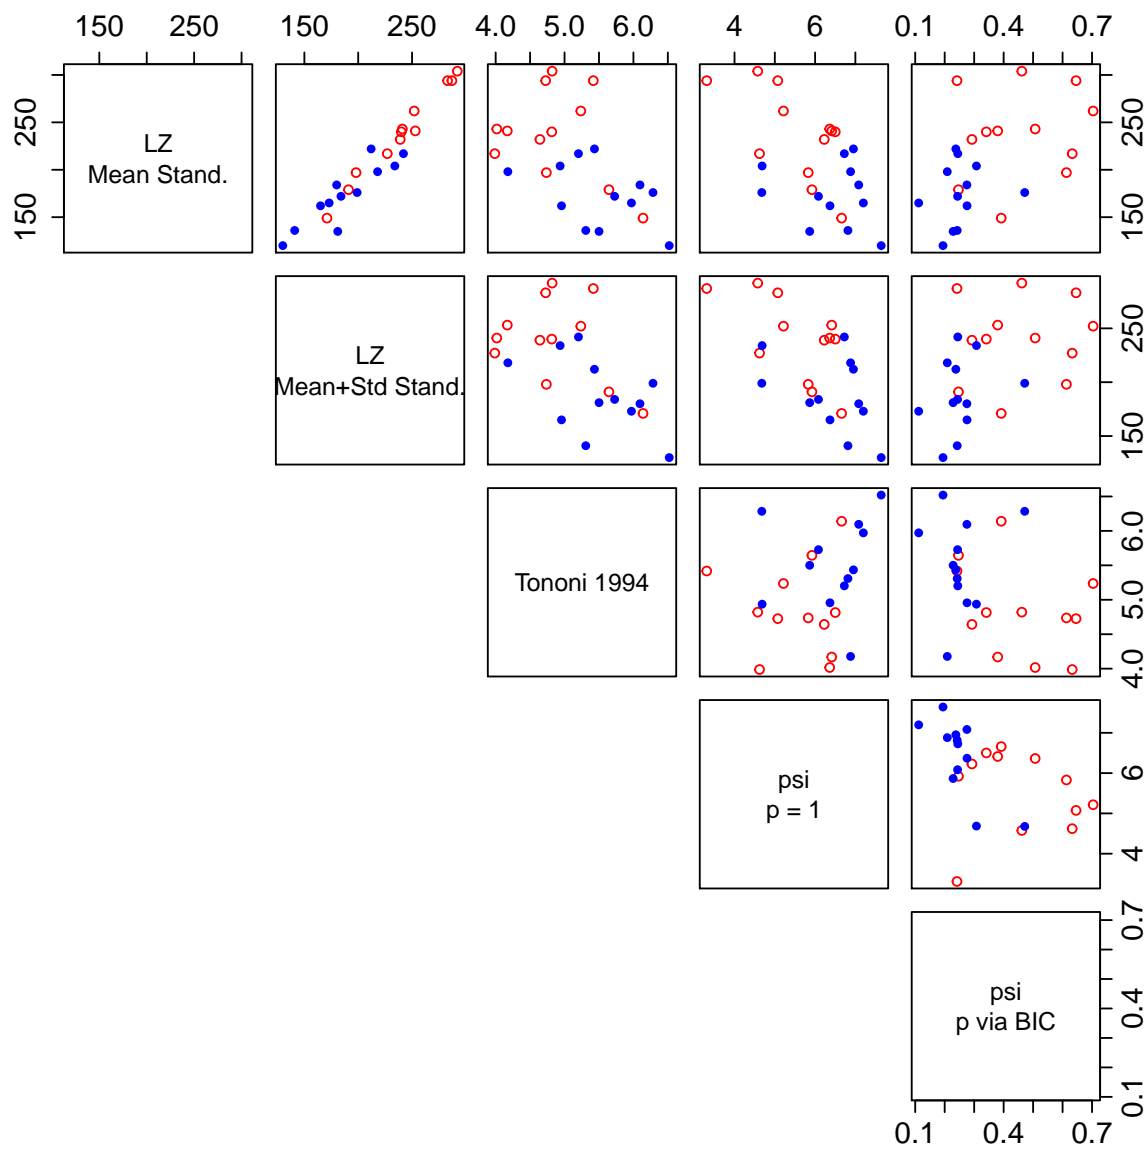 150 250 150 250 4.0 5.0 6.0 4 6 0.1 0.4 0.7
150 250
LZ
Mean Stand.
150 250
LZ
Mean+Std Stand.
150 250
Tononi 1994
4.0 5.0 6.0
psi
p = 1
4 6
psi
p via BIC
0.1 0.4 0.7
0.1 0.4 0.7